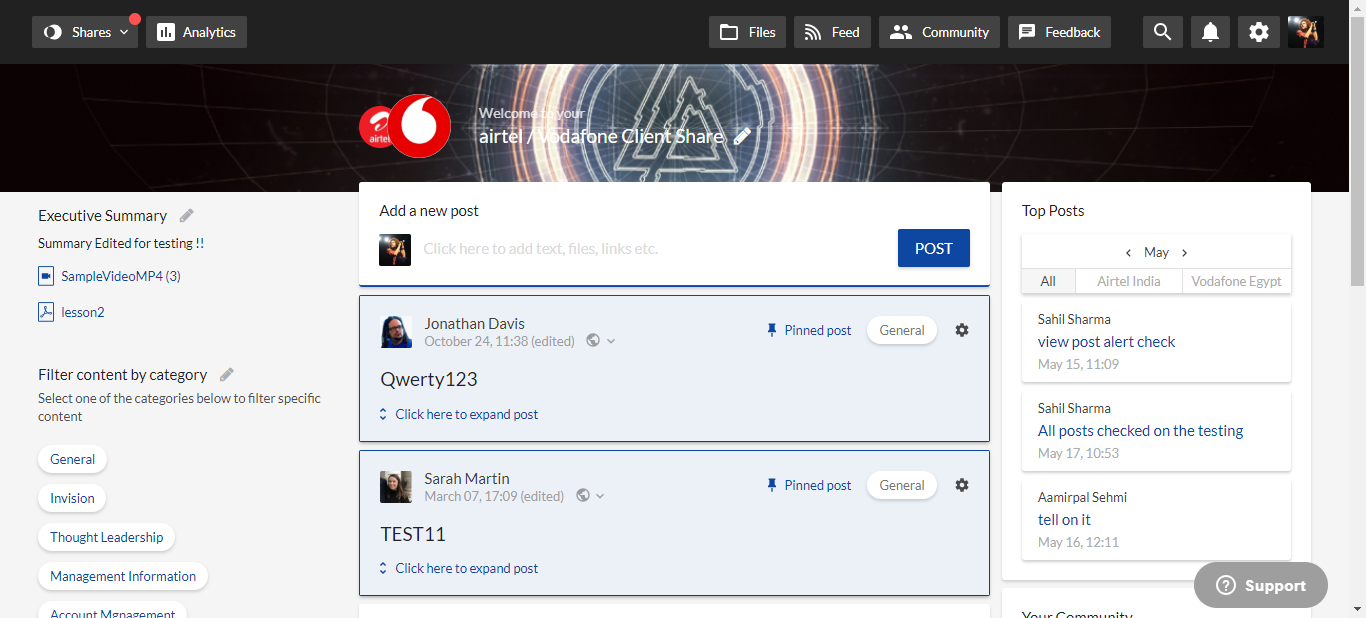 Shares
Analytics
Files
Feed
Community
Feedback
airtel
Welcome to your
airtel / Vodafone Client Share
Executive Summary
Summary Edited for testing !!
SampleVideoMP4 (3)
lesson2
Filter content by category
Select one of the categories below to filter specific
content
General
Invision
Thought Leadership
Management Information
Account Mgnagement
Add a new post
Click here to add text, files, links etc.
POST
Jonathan Davis
October 24, 11:38 (edited)
Pinned post
General
Qwerty123
Click here to expand post
Sarah Martin
March 07, 17:09 (edited)
Pinned post
General
TEST11
Click here to expand post
Top Posts
May
All
Airtel India
Vodafone Egypt
Sahil Sharma
view post alert check
May 15, 11:09
Sahil Sharma
All posts checked on the testing
May 17, 10:53
Aamirpal Sehmi
tell on it
May 16, 12:11
Your Community
Support